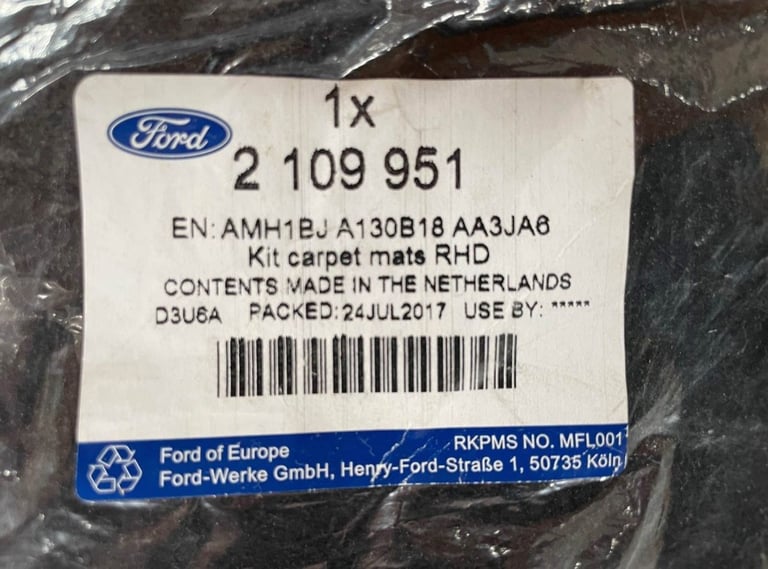 1x
Ford
2 109 951
EN: AMH1BJ A130B18 AA3JA6
Kit carpet mats RHD
CONTENTS MADE IN THE NETHERLANDS
D3U6A PACKED: 24JUL2017 USE BY: *****
Ford of Europe RKPMS NO. MFL001
Ford-Werke GmbH, Henry-Ford-Straße 1, 50735 Köln